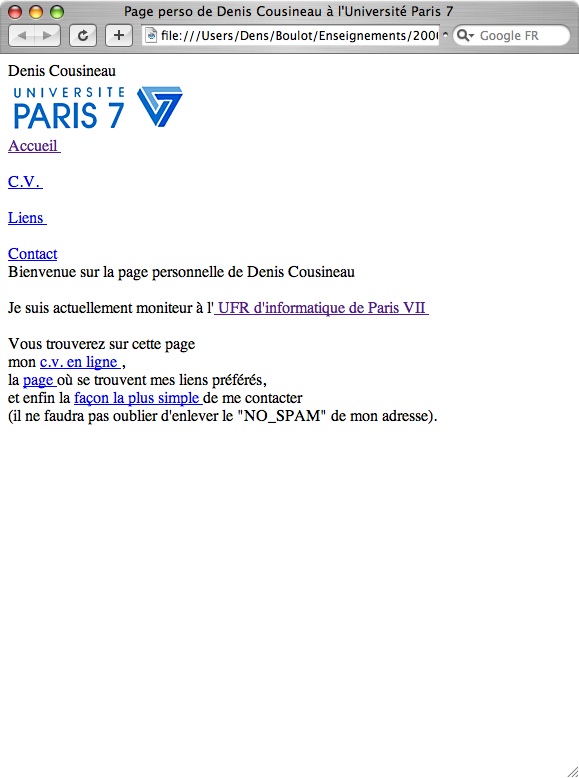 Page perso de Denis Cousineau à l'Université Paris 7
file:///Users/Dens/Boulot/Enseignements/200
Google FR
Denis Cousineau
UNIVERSITE
PARIS 7
Accueil
C.V.
Liens
Contact
Bienvenue sur la page personnelle de Denis Cousineau
Je suis actuellement moniteur à l' UFR d'informatique de Paris VII
Vous trouverez sur cette page
mon c.v. en ligne ,
la page où se trouvent mes liens préférés,
et enfin la façon la plus simple de me contacter
(il ne faudra pas oublier d'enlever le "NO_SPAM" de mon adresse).